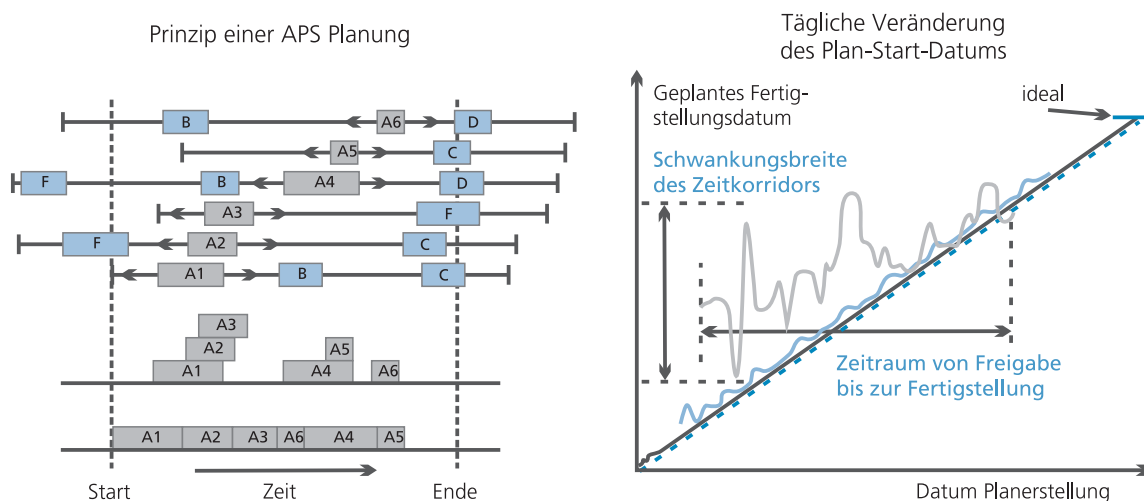 Prinzip einer APS Planung
B
A6
D
A5
C
F
B
A4
D
A3
F
F
A2
C
A1
B
C
A3
A2
A5
A1
A4
A6
A1
A2
A3
A6
A4
A5
Start
Zeit
Ende
Tägliche Veränderung
des Plan-Start-Datums
Geplantes Fertig-
stellungsdatum
ideal
Schwankungsbreite
des Zeitkorridors
Zeitraum von Freigabe
bis zur Fertigstellung
Datum Planerstellung